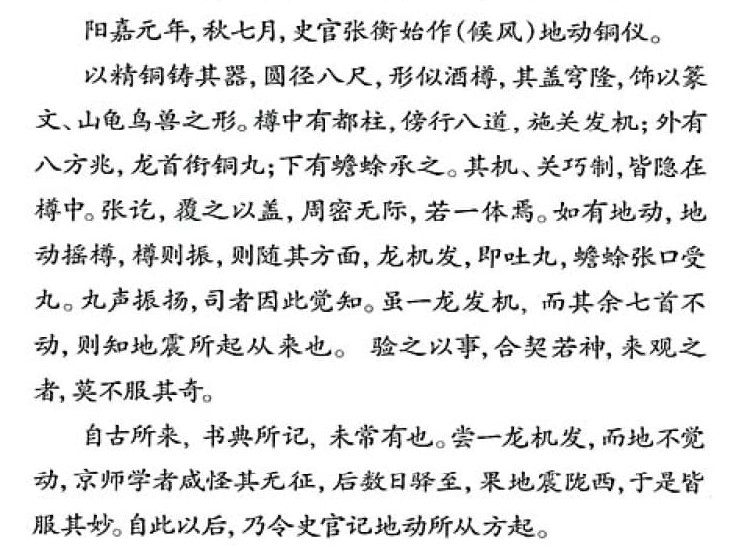 阳嘉元年,秋七月,史官张衡始作(候风)地动铜仪。
以精铜铸其器,圆径八尺,形似酒樽,其盖穹隆,饰以篆
文、山龟鸟兽之形。樽中有都柱,傍行八道,施关发机;外有
八方兆,龙首衔铜丸;下有蟾蜍承之。其机、关巧制,皆隐在
樽中。张讫,覆之以盖,周密无际,若一体焉。如有地动,地
动摇樽,樽则振,则随其方面,龙机发,即吐丸,蟾蜍张口受
丸。丸声振扬,司者因此觉知。虽一龙发机,而其余七首不
动,则知地震所起从来也。 验之以事,合契若神,来观之
者,莫不服其奇。
自古所来,书典所记,未常有也。尝一龙机发,而地不觉
动,京师学者咸怪其无征,后数日驿至,果地震陇西,于是皆
服其妙。自此以后,乃令史官记地动所从方起。